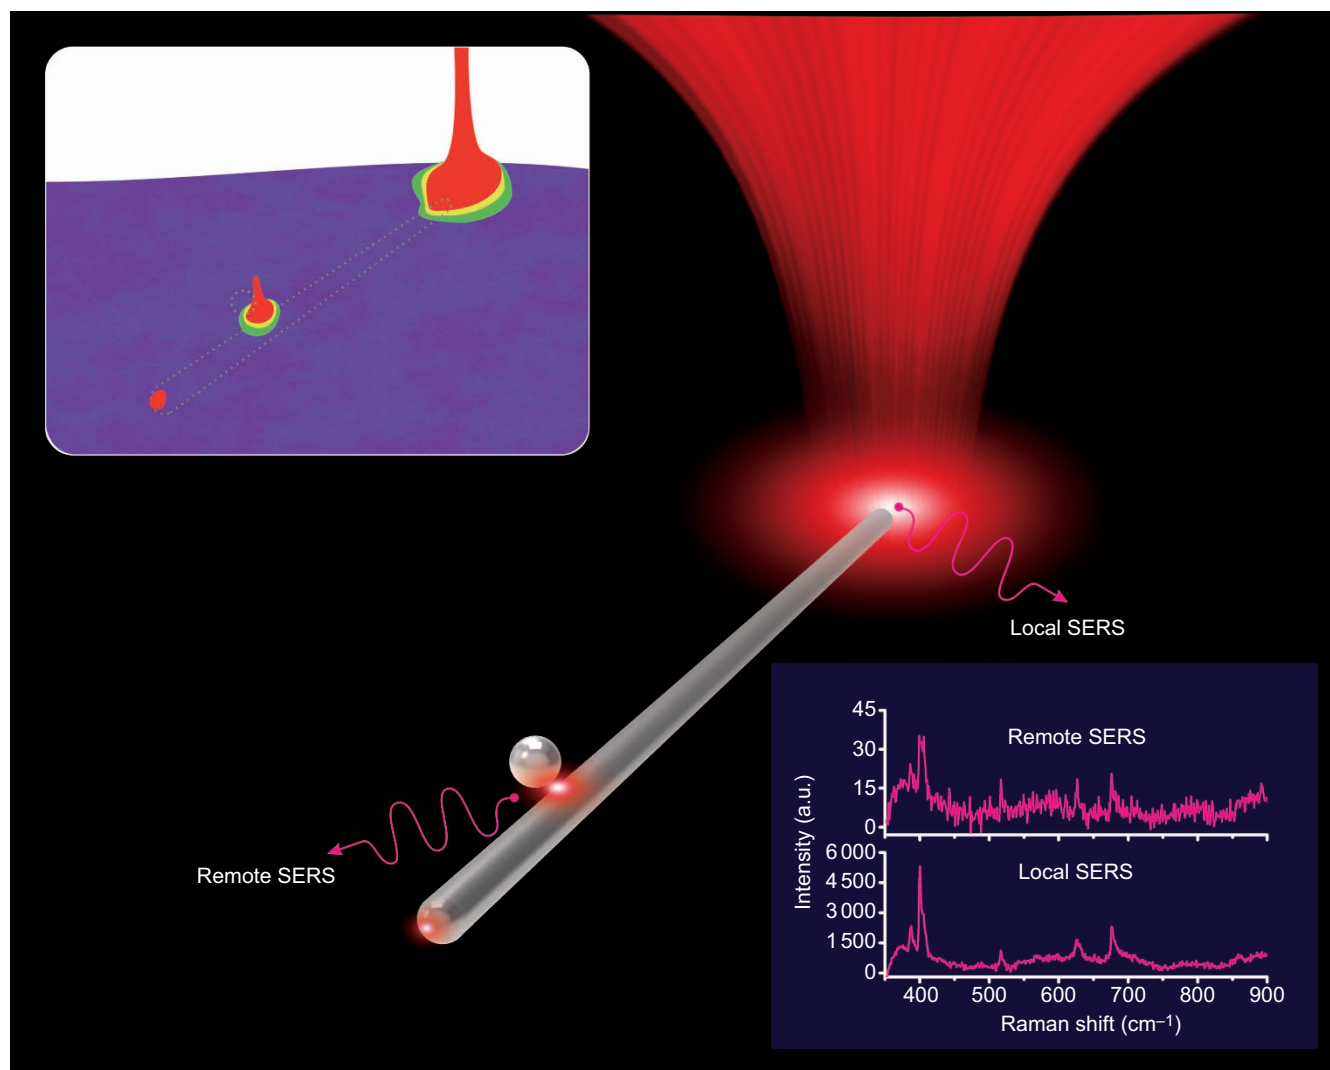 Local SERS
Remote SERS
Intensity (a.u.)
45
30
15
0
Remote SERS
6 000
4 500
3 000
1 500
0
Local SERS
400 500 600 700 800 900
Raman shift (cm–1)